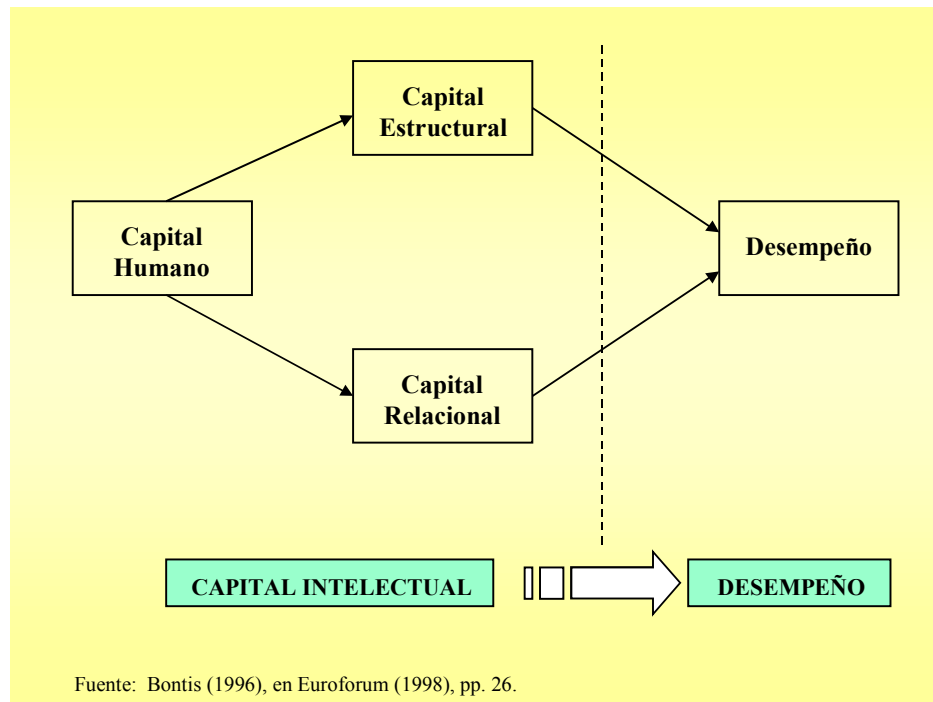 Capital
Estructural
Capital
Humano
Desempeño
Capital
Relacional
CAPITAL INTELECTUAL
DESEMPEÑO
Fuente: Bontis (1996), en Euroforum (1998), pp. 26.